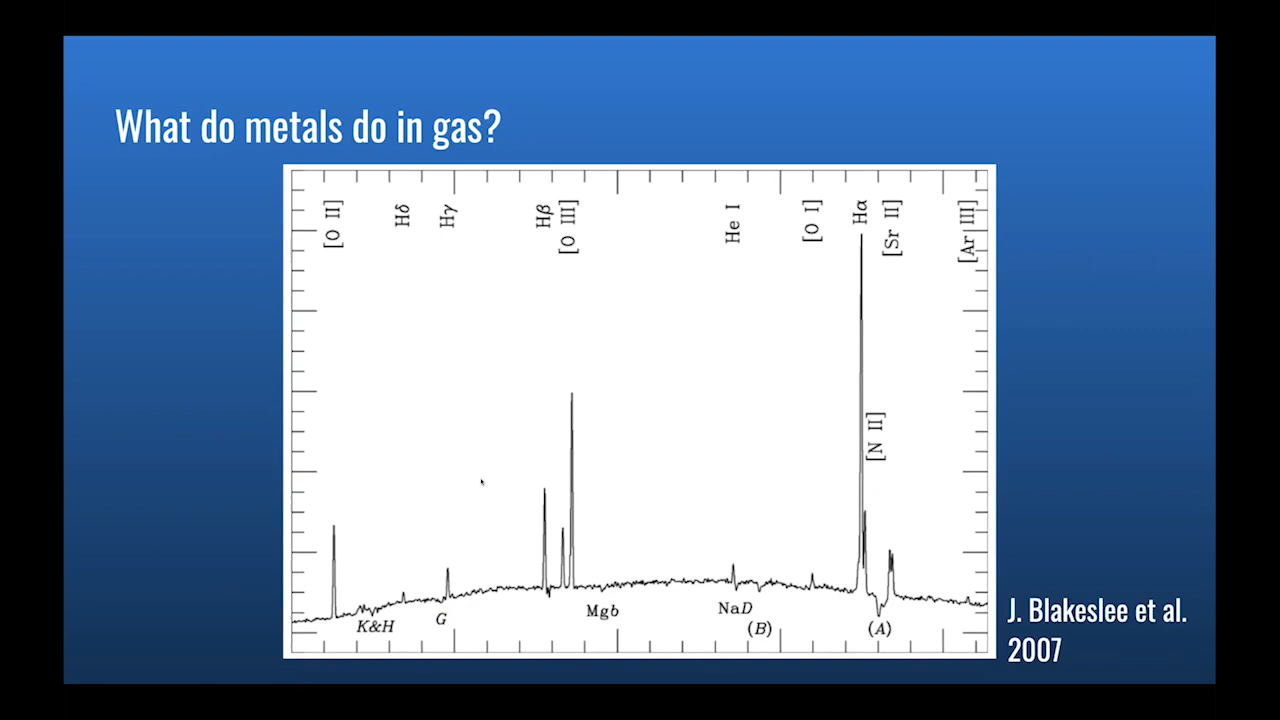 What do metals do in gas?
[O II]
Hδ
Hγ
Hβ
[O III]
He I
[O I]
Hα
[Sr II]
[Ar III]
[N II]
K&H
G
Mgb
NaD
(B)
(A)
J. Blakeslee et al.
2007